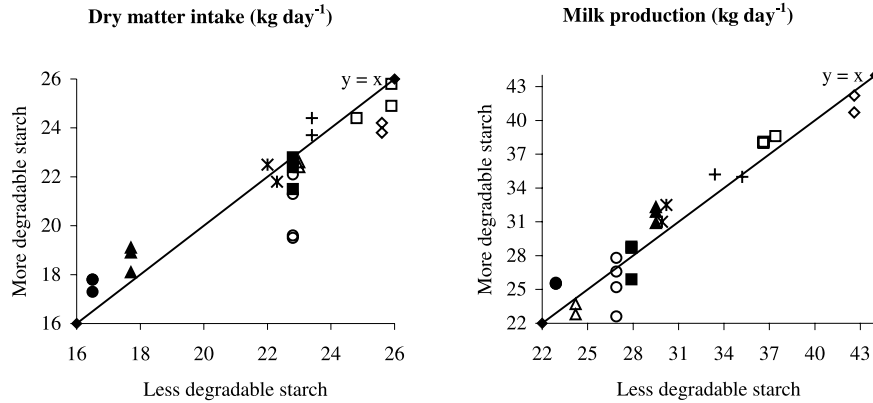 Dry matter intake (kg day⁻¹)
y = x
26
24
22
20
18
16
More degradable starch
16 18 20 22 24 26
Less degradable starch
Milk production (kg day⁻¹)
y = x
43
40
37
34
31
28
25
22
More degradable starch
22 25 28 31 34 37 40 43
Less degradable starch